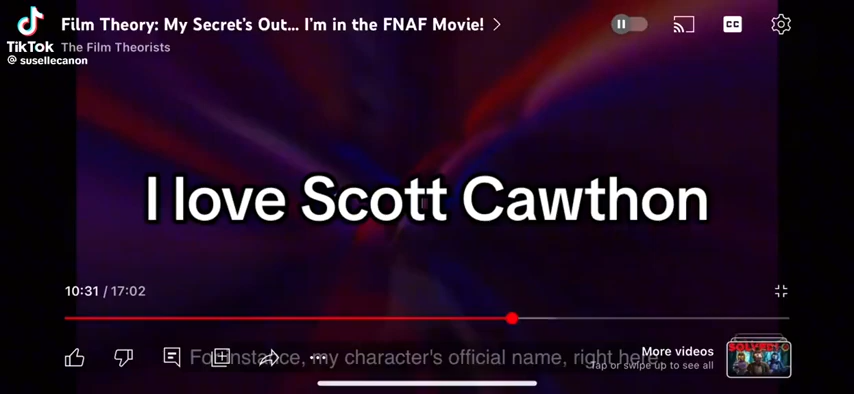 Film Theory: My Secret's Out... I'm in the FNAF Movie!
TikTok
The Film Theorists
@ susellecanon
CC
I love Scott Cawthon
10:31 / 17:02
For instance, my character's official name, right here
More videos
Tap or swipe up to see all
SOLVED!